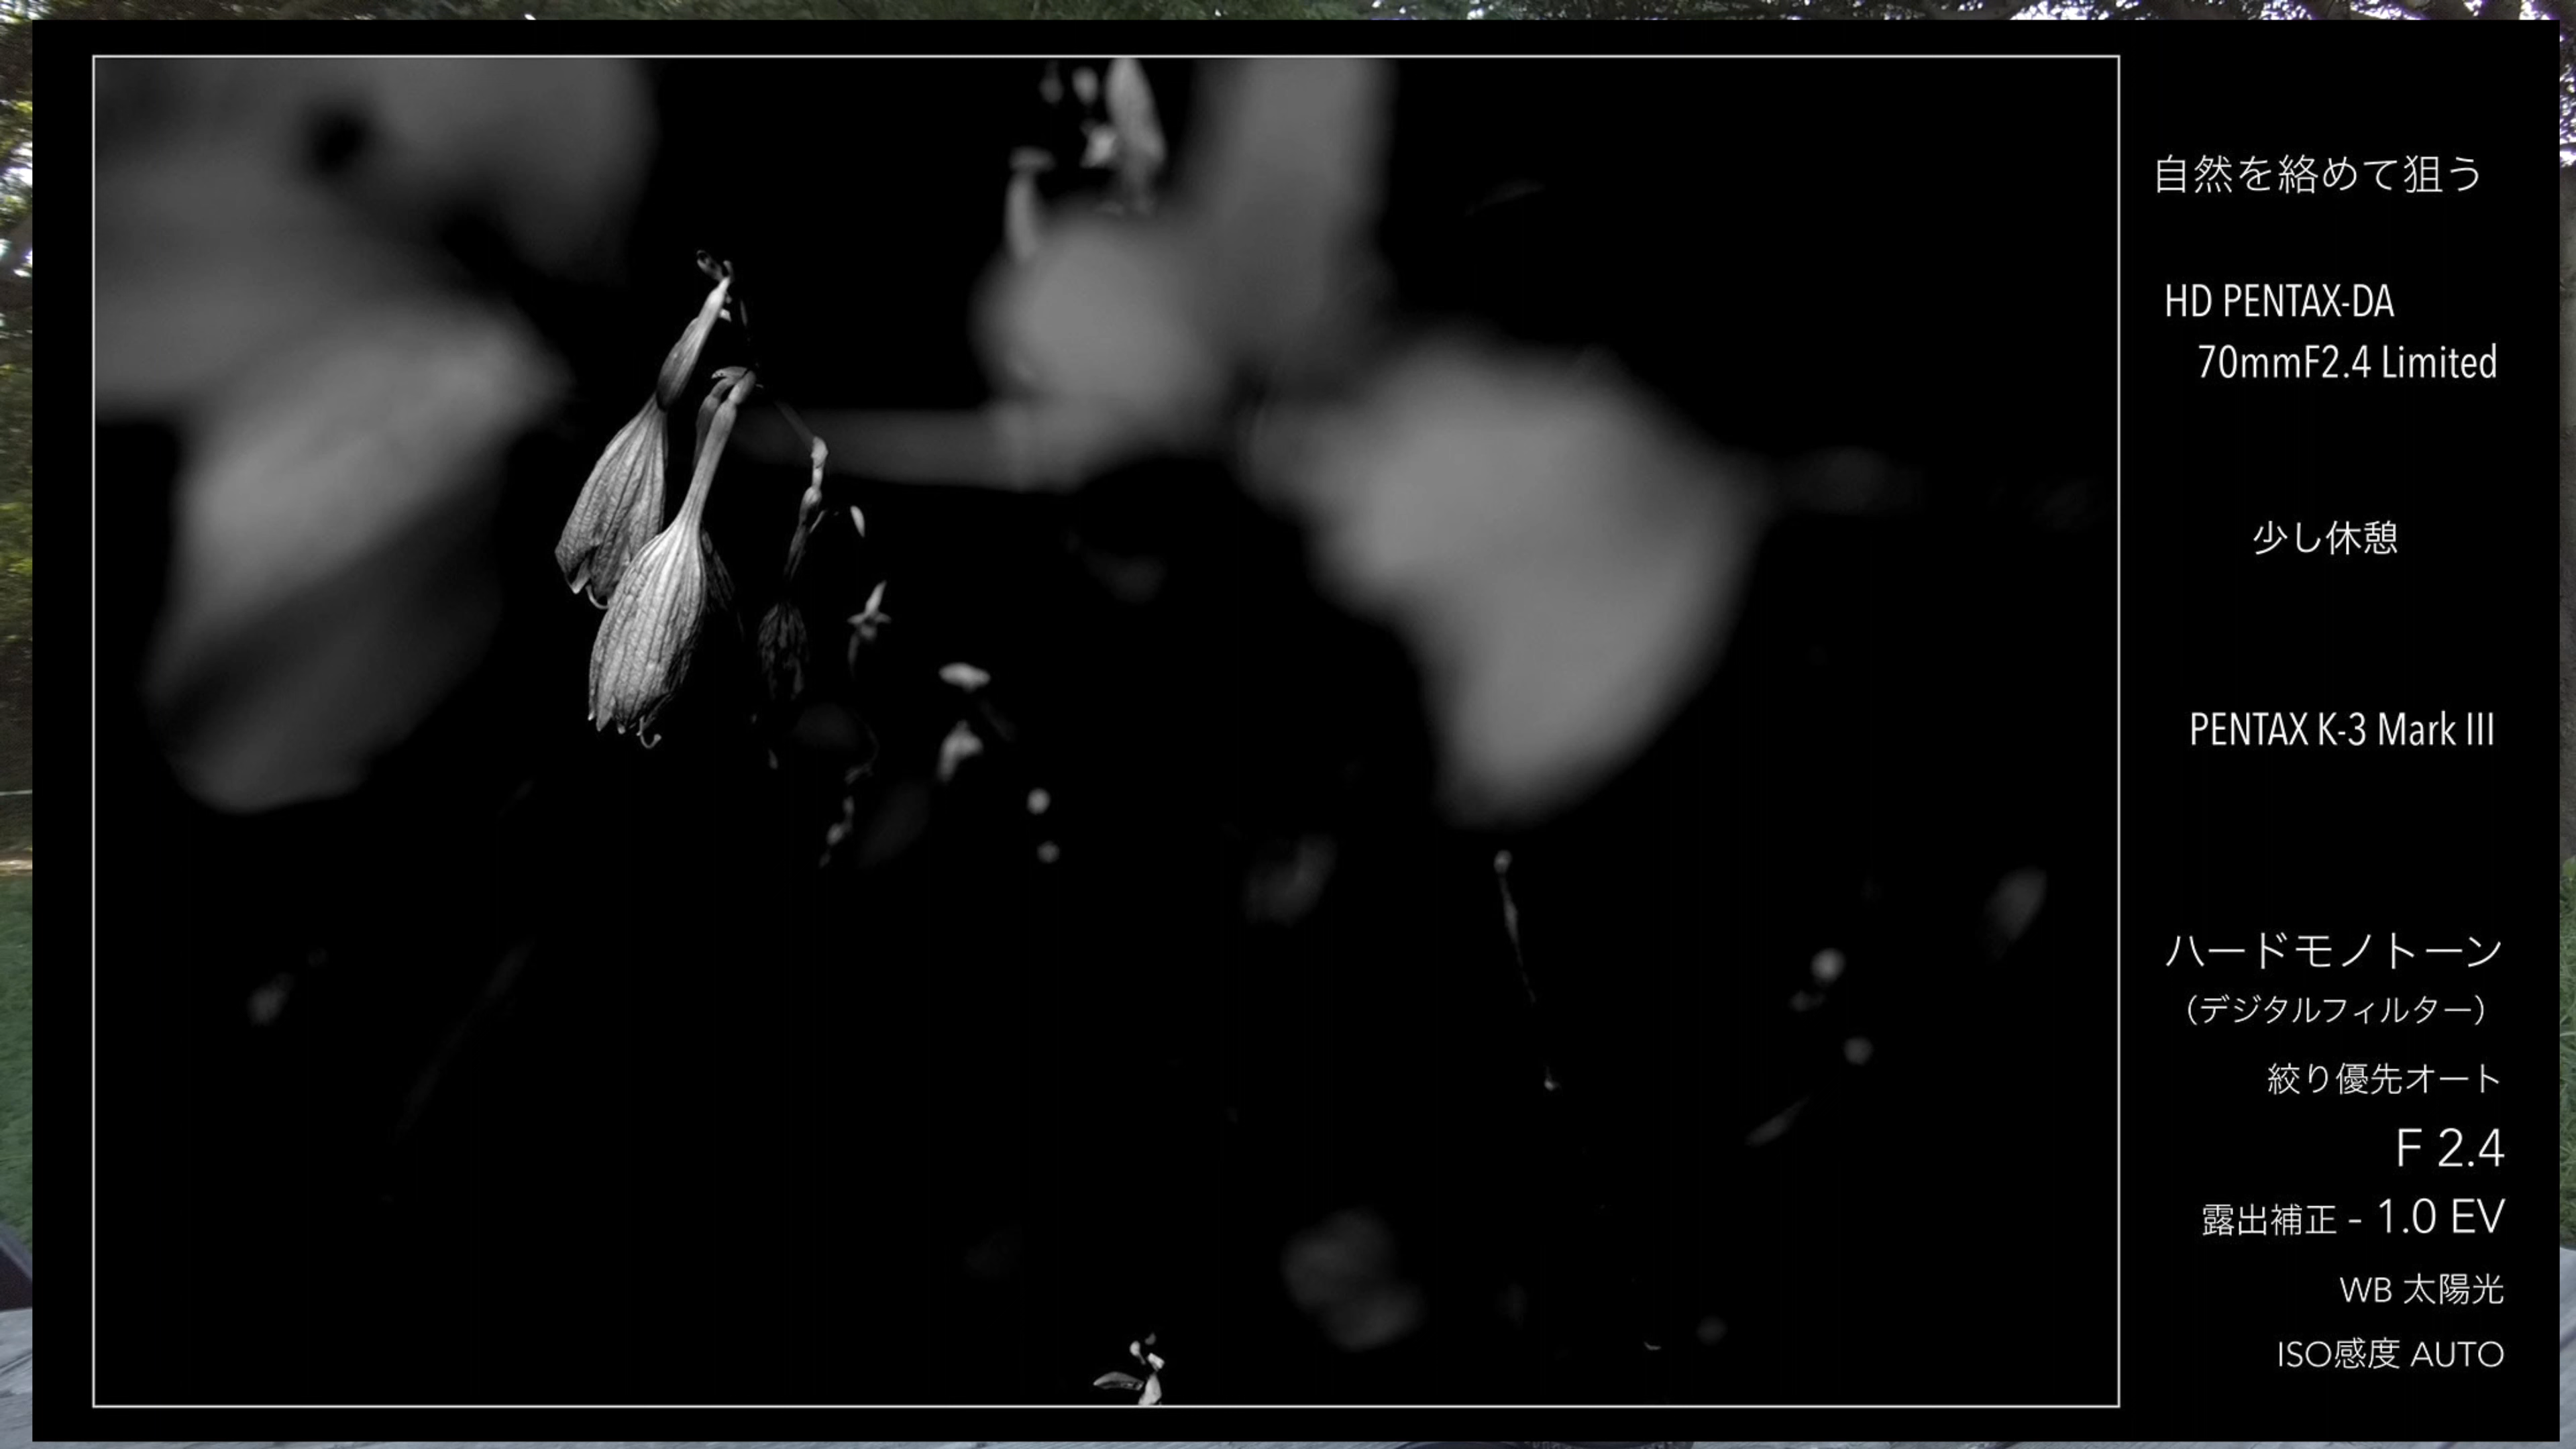 自然を絡めて狙う
HD PENTAX-DA
70mmF2.4 Limited
少し休憩
PENTAX K-3 Mark III
ハードモノトーン
（デジタルフィルター）
絞り優先オート
F 2.4
露出補正 - 1.0 EV
WB 太陽光
ISO感度 AUTO